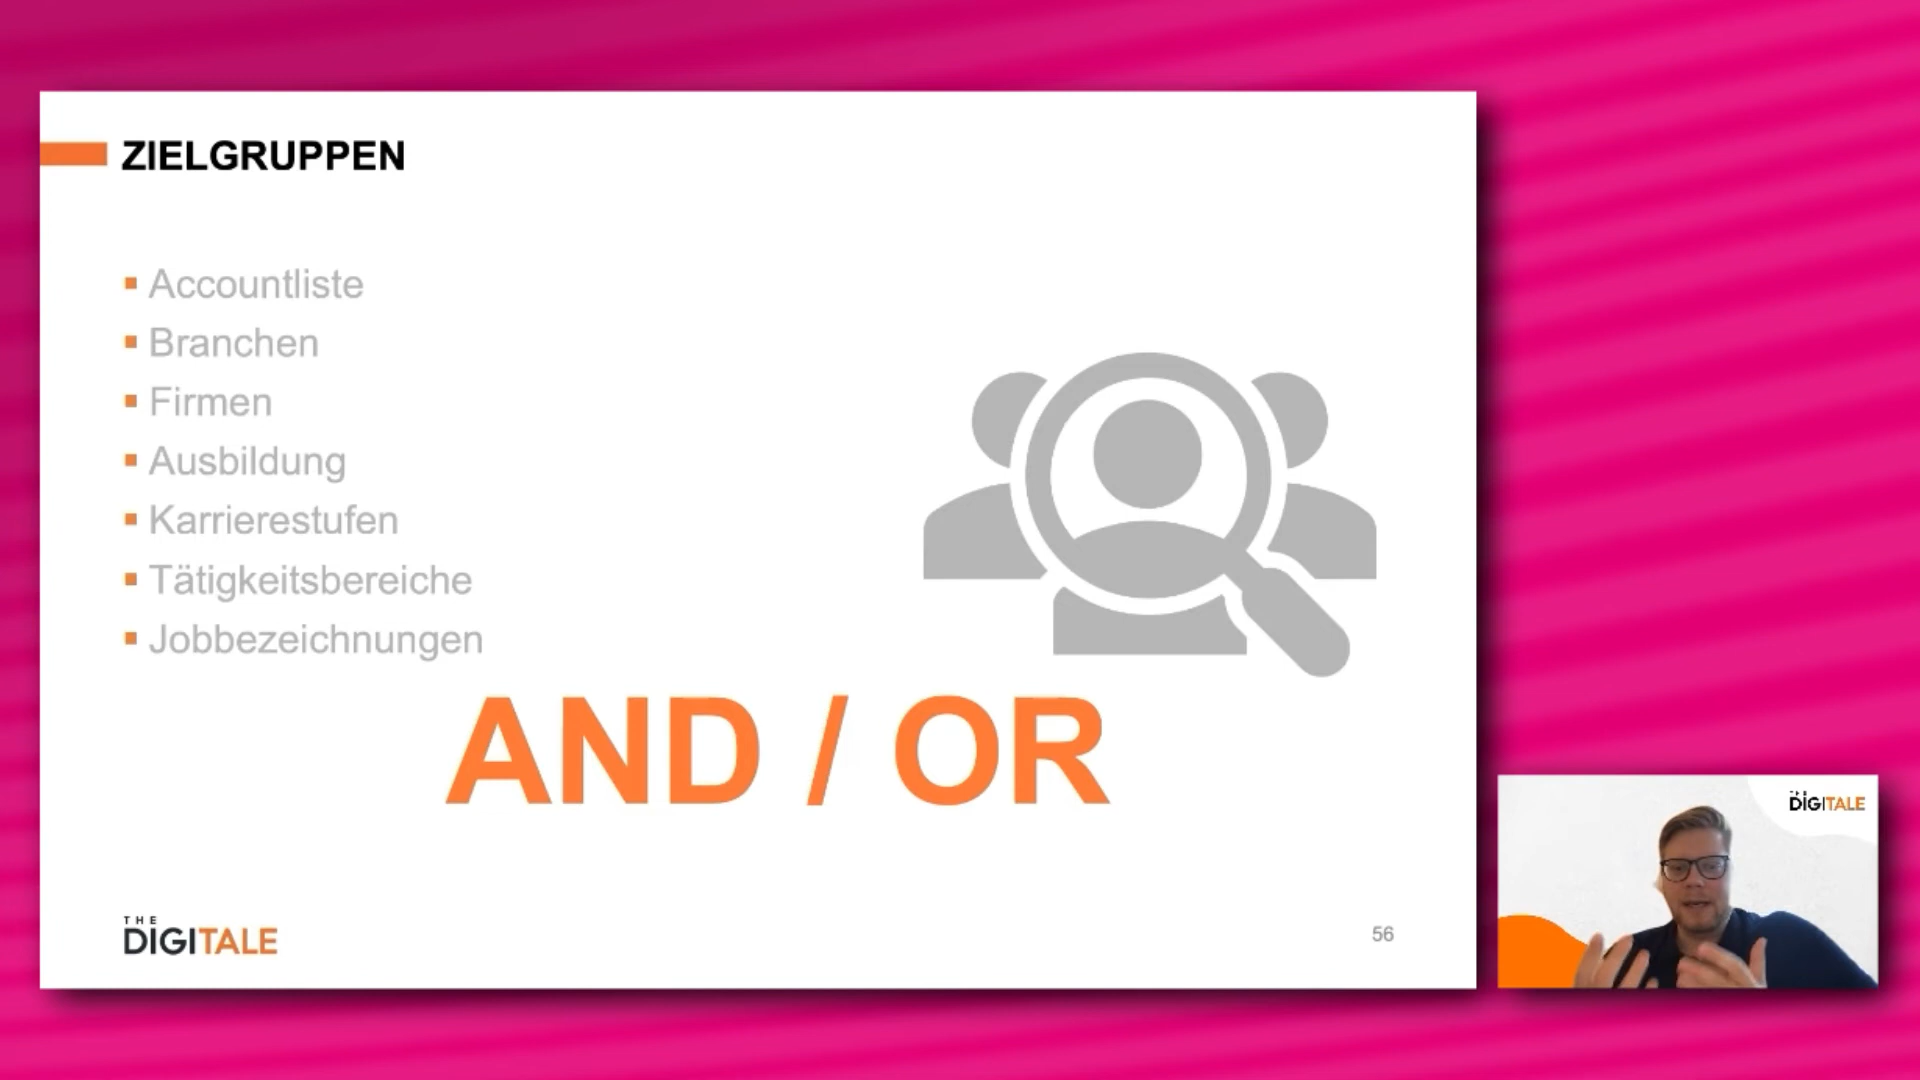 ZIELGRUPPEN
Accountliste
Branchen
Firmen
Ausbildung
Karrierestufen
Tätigkeitsbereiche
Jobbezeichnungen
AND / OR
THE
DIGITALE
56
DIGITALE